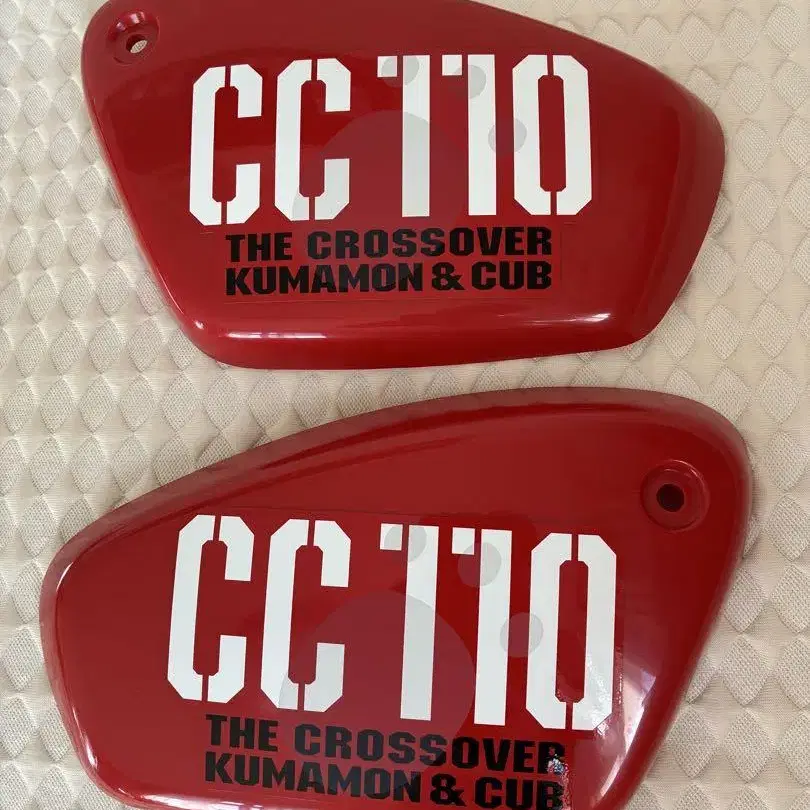 CC110
THE CROSSOVER
KUMAMON & CUB
CC110
THE CROSSOVER
KUMAMON & CUB